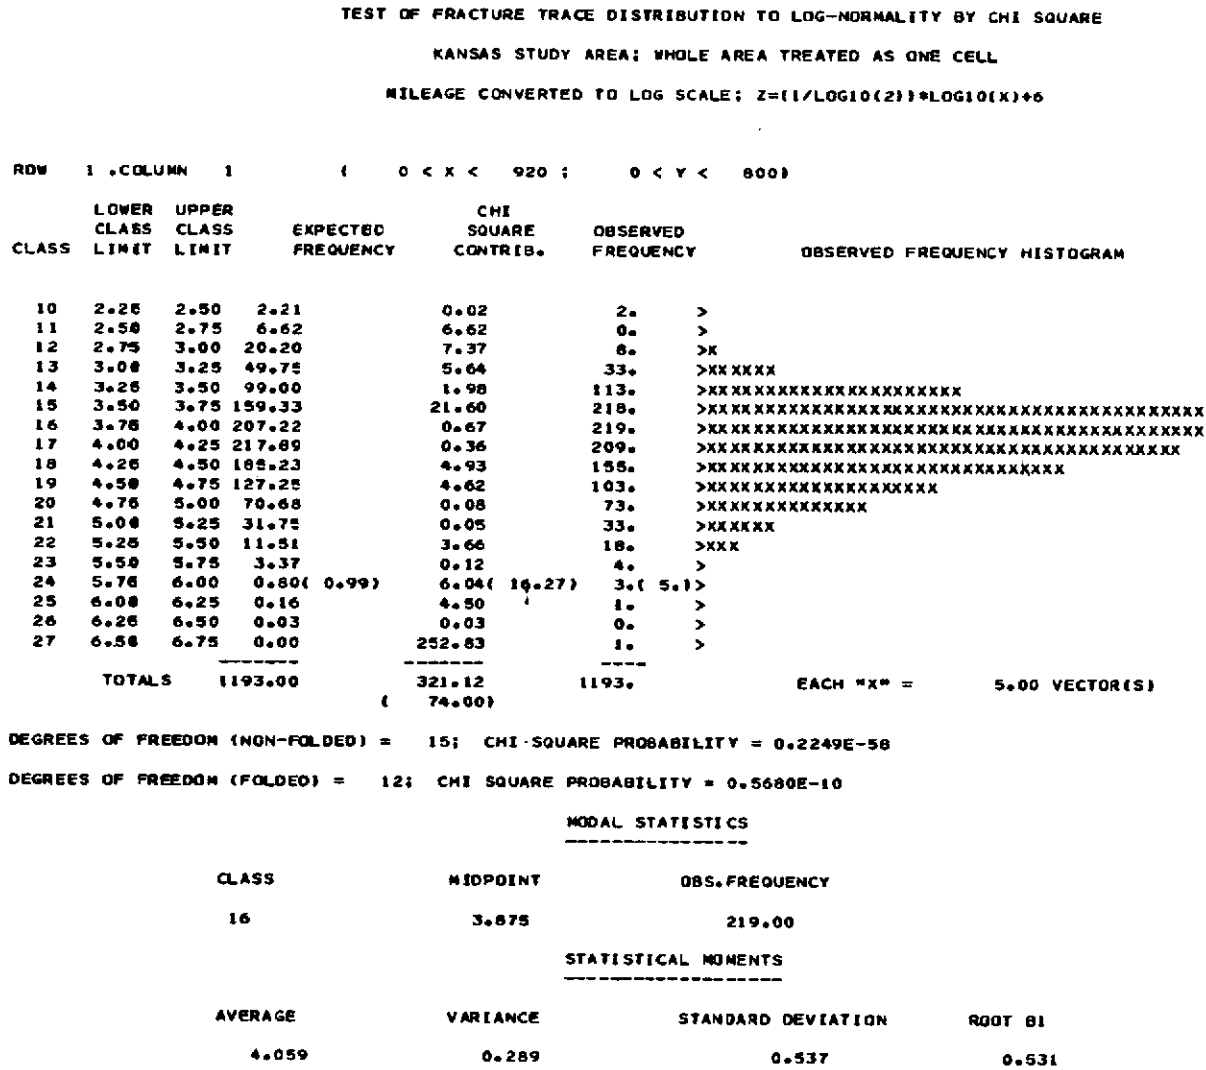 TEST OF FRACTURE TRACE DISTRIBUTION TO LOG-NORMALITY BY CHI SQUARE
KANSAS STUDY AREA; WHOLE AREA TREATED AS ONE CELL
MILEAGE CONVERTED TO LOG SCALE; Z=(1/LOG10(2))*LOG10(X)+6
ROW 1 ,COLUMN 1 ( 0 < X < 920 ; 0 < Y < 800)
LOWER UPPER CHI
CLASS CLASS EXPECTED SQUARE OBSERVED
CLASS LIMIT LIMIT FREQUENCY CONTRIB. FREQUENCY OBSERVED FREQUENCY HISTOGRAM
10 2.25 2.50 2.21 0.02 2. >
11 2.50 2.75 6.62 6.62 0. >
12 2.75 3.00 20.20 7.37 8. >X
13 3.00 3.25 49.75 5.64 33. >XXXXXX
14 3.25 3.50 99.00 1.98 113. >XXXXXXXXXXXXXXXXXXXXXX
15 3.50 3.75 159.33 21.60 218. >XXXXXXXXXXXXXXXXXXXXXXXXXXXXXXXXXXXXXXXXXXX
16 3.75 4.00 207.22 0.67 219. >XXXXXXXXXXXXXXXXXXXXXXXXXXXXXXXXXXXXXXXXXXX
17 4.00 4.25 217.89 0.36 209. >XXXXXXXXXXXXXXXXXXXXXXXXXXXXXXXXXXXXXXXXX
18 4.25 4.50 185.23 4.93 155. >XXXXXXXXXXXXXXXXXXXXXXXXXXXXXXX
19 4.50 4.75 127.25 4.62 103. >XXXXXXXXXXXXXXXXXXXX
20 4.75 5.00 70.68 0.08 73. >XXXXXXXXXXXXXX
21 5.00 5.25 31.75 0.05 33. >XXXXXX
22 5.25 5.50 11.51 3.66 18. >XXX
23 5.50 5.75 3.37 0.12 4. >
24 5.75 6.00 0.80( 0.99) 6.04( 16.27) 3.( 5.)>
25 6.00 6.25 0.16 4.50 1. >
26 6.25 6.50 0.03 0.03 0. >
27 6.50 6.75 0.00 252.83 1. >
TOTALS 1193.00 321.12 1193. EACH "X" = 5.00 VECTOR(S)
( 74.00)
DEGREES OF FREEDOM (NON-FOLDED) = 15; CHI SQUARE PROBABILITY = 0.2249E-58
DEGREES OF FREEDOM (FOLDED) = 12; CHI SQUARE PROBABILITY = 0.5680E-10
MODAL STATISTICS
CLASS MIDPOINT OBS.FREQUENCY
16 3.875 219.00
STATISTICAL MOMENTS
AVERAGE VARIANCE STANDARD DEVIATION ROOT B1
4.059 0.289 0.537 0.531